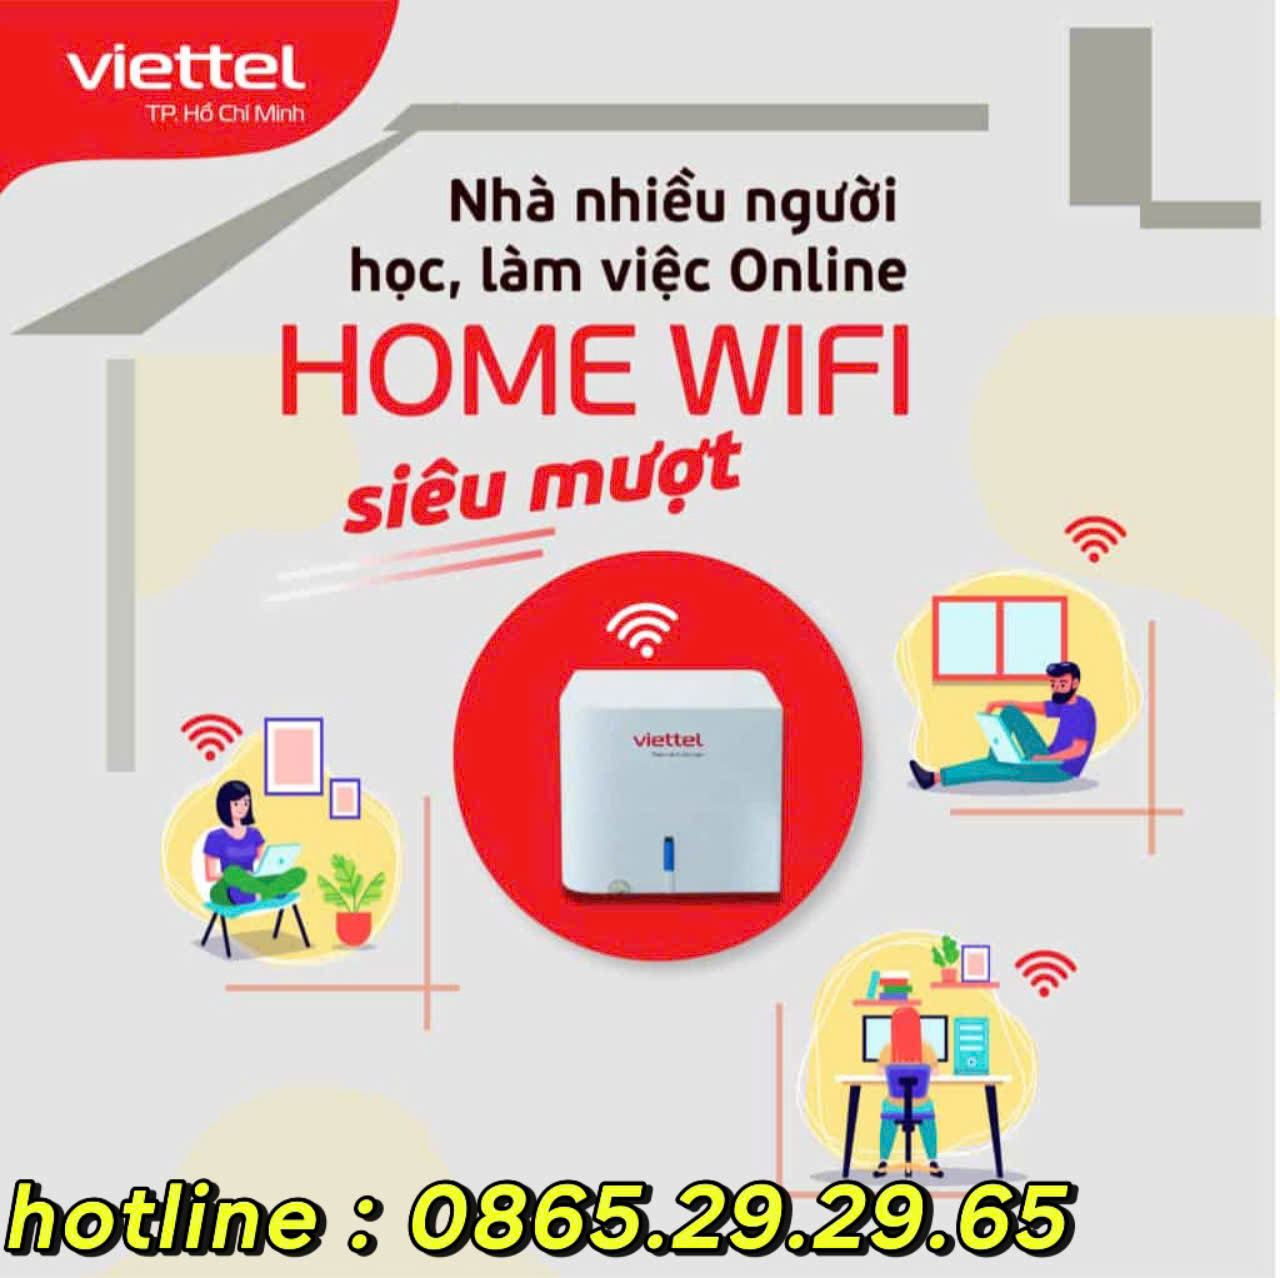 viettel
TP. Hồ Chí Minh
Nhà nhiều người
học, làm việc Online
HOME WIFI
siêu mượt
viettel
hotline : 0865.29.29.65